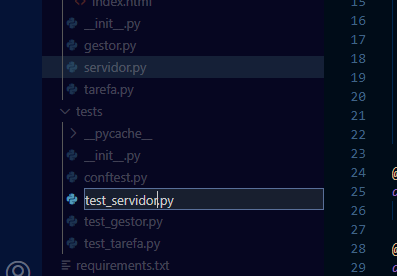 index.html
__init__.py
gestor.py
servidor.py
tarefa.py
tests
__pycache__
__init__.py
conftest.py
test_servidor.py
test_gestor.py
test_tarefa.py
requirements.txt
15
16
17
18
19
20
21
22
23
24 @
25
26
27
28 @
29